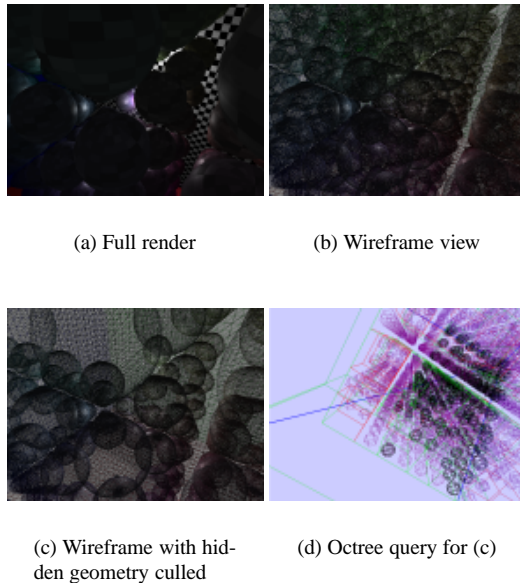 (a) Full render
(b) Wireframe view
(c) Wireframe with hid-
den geometry culled
(d) Octree query for (c)